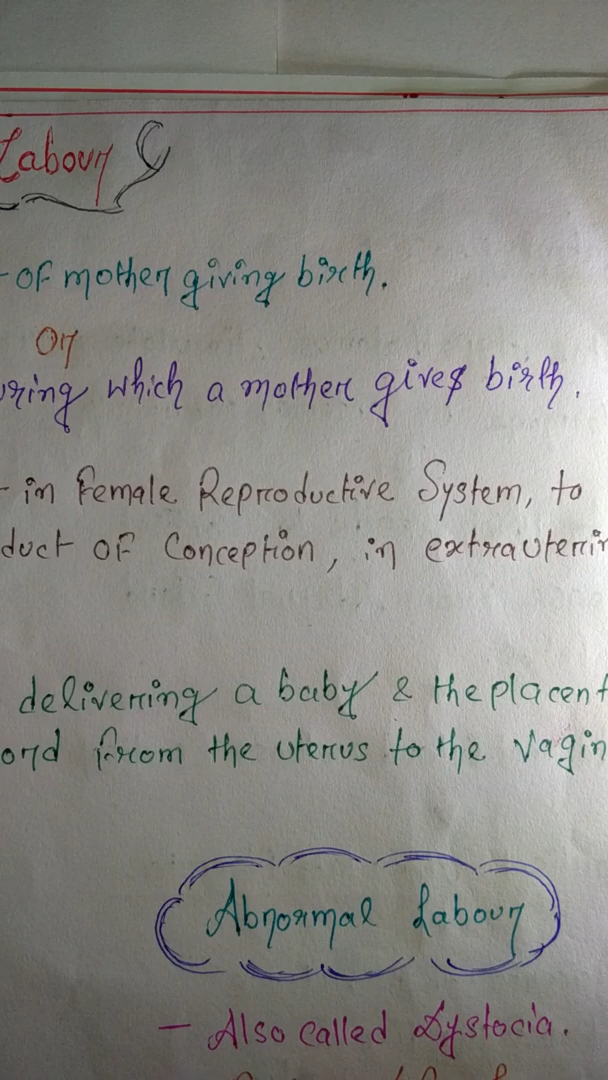 Labour
- of mother giving birth.
Or
uring which a mother gives birth.
- in Female Reproductive System, to
duct of Conception, in extrauterin
delivering a baby & the placent
ord from the uterus to the vagin
Abnormal Labour
- Also called Dystocia.